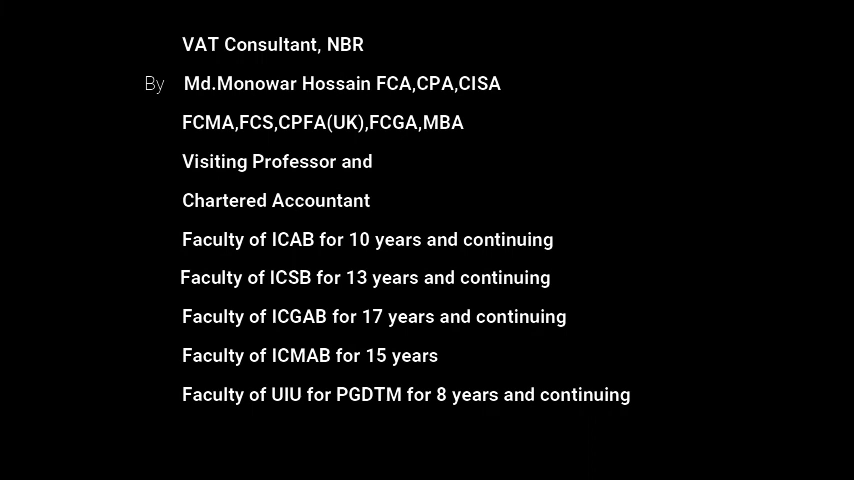 VAT Consultant, NBR
By Md.Monowar Hossain FCA,CPA,CISA
FCMA,FCS,CPFA(UK),FCGA,MBA
Visiting Professor and
Chartered Accountant
Faculty of ICAB for 10 years and continuing
Faculty of ICSB for 13 years and continuing
Faculty of ICGAB for 17 years and continuing
Faculty of ICMAB for 15 years
Faculty of UIU for PGDTM for 8 years and continuing